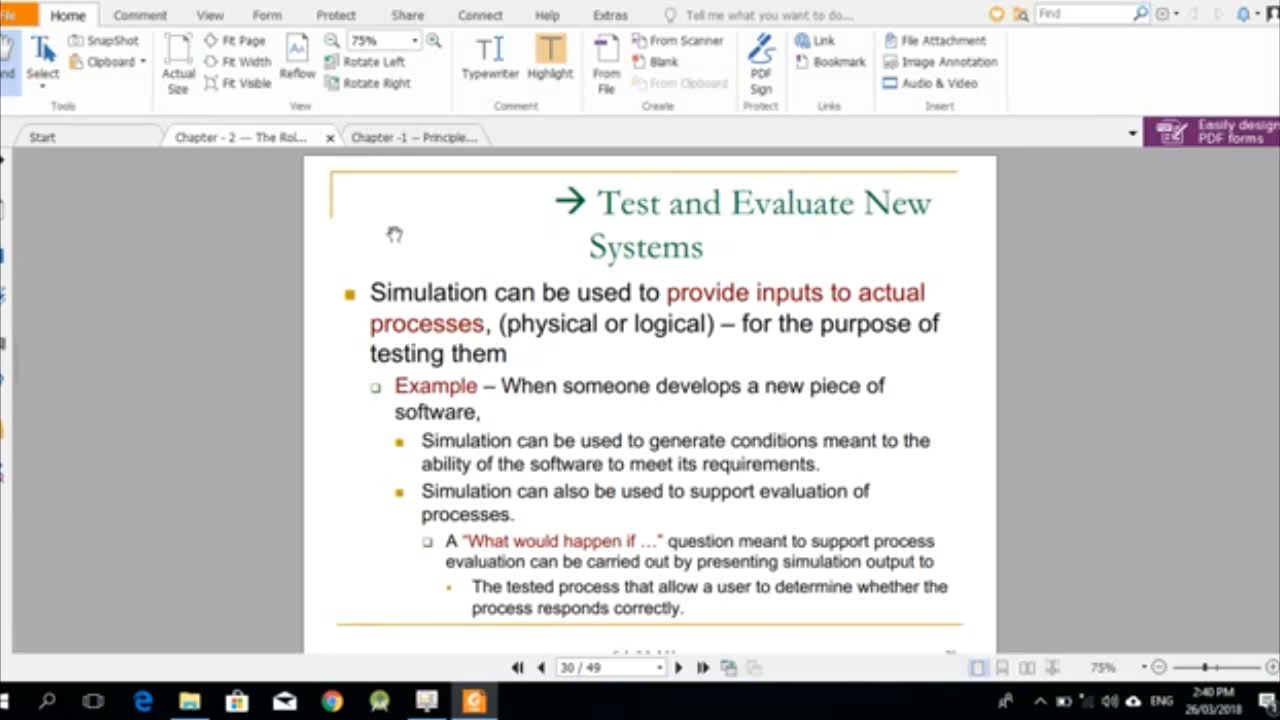 File Home Comment View Form Protect Share Connect Help Extras Tell me what you want to do... Find
SnapShot
Clipboard
Select
Tools
Actual Size
Fit Page
Fit Width
Fit Visible
Reflow
75%
Rotate Left
Rotate Right
View
Typewriter
Highlight
Comment
From File
From Scanner
Blank
From Clipboard
Create
PDF Sign
Protect
Link
Bookmark
Links
File Attachment
Image Annotation
Audio & Video
Insert
Start
Chapter - 2 --- The Rol...
Chapter -1 -- Principle...
Easily design
PDF forms
→ Test and Evaluate New
Systems
Simulation can be used to provide inputs to actual
processes, (physical or logical) – for the purpose of
testing them
Example – When someone develops a new piece of
software,
Simulation can be used to generate conditions meant to the
ability of the software to meet its requirements.
Simulation can also be used to support evaluation of
processes.
A "What would happen if …" question meant to support process
evaluation can be carried out by presenting simulation output to
The tested process that allow a user to determine whether the
process responds correctly.
30 / 49
75%
ENG
2:40 PM
26/03/2018